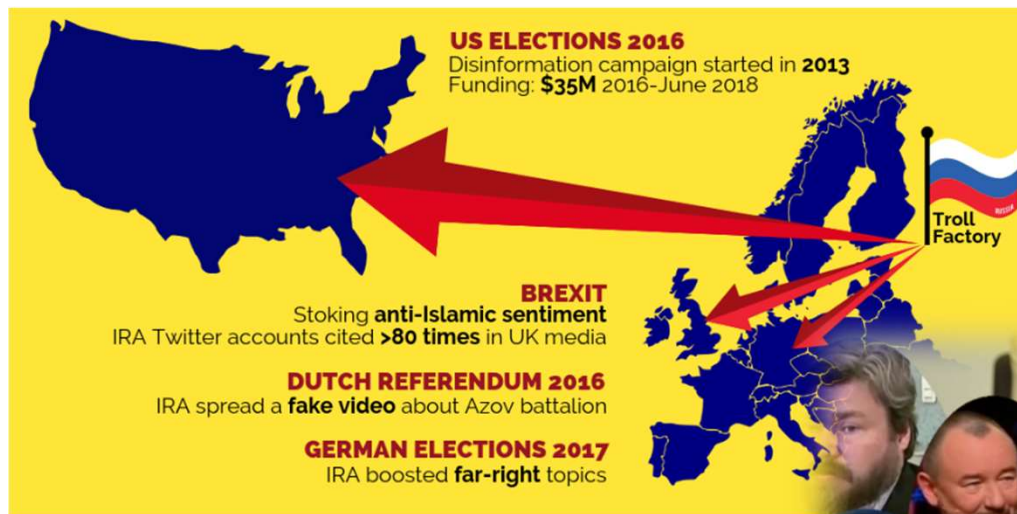 US ELECTIONS 2016
Disinformation campaign started in 2013
Funding: $35M 2016-June 2018
RUSSIA
Troll
Factory
BREXIT
Stoking anti-Islamic sentiment
IRA Twitter accounts cited >80 times in UK media
DUTCH REFERENDUM 2016
IRA spread a fake video about Azov battalion
GERMAN ELECTIONS 2017
IRA boosted far-right topics